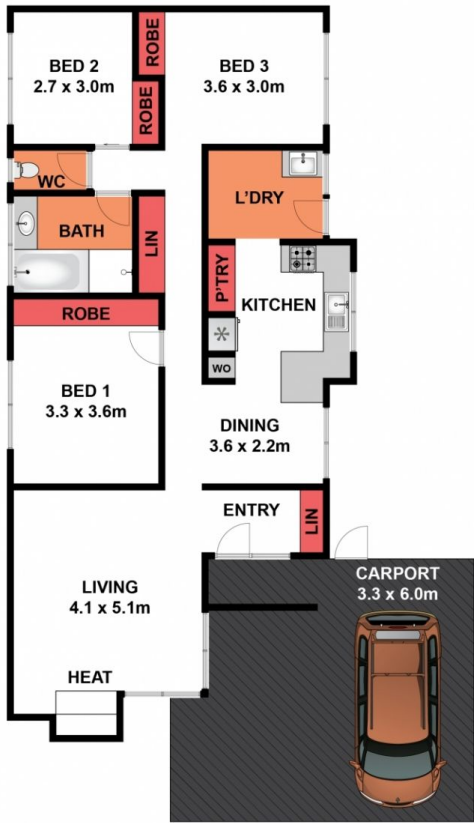 BED 2
2.7 x 3.0m
ROBE
ROBE
BED 3
3.6 x 3.0m
WC
L'DRY
BATH
LIN
P'TRY
KITCHEN
ROBE
WO
BED 1
3.3 x 3.6m
DINING
3.6 x 2.2m
ENTRY
LIN
LIVING
4.1 x 5.1m
CARPORT
3.3 x 6.0m
HEAT